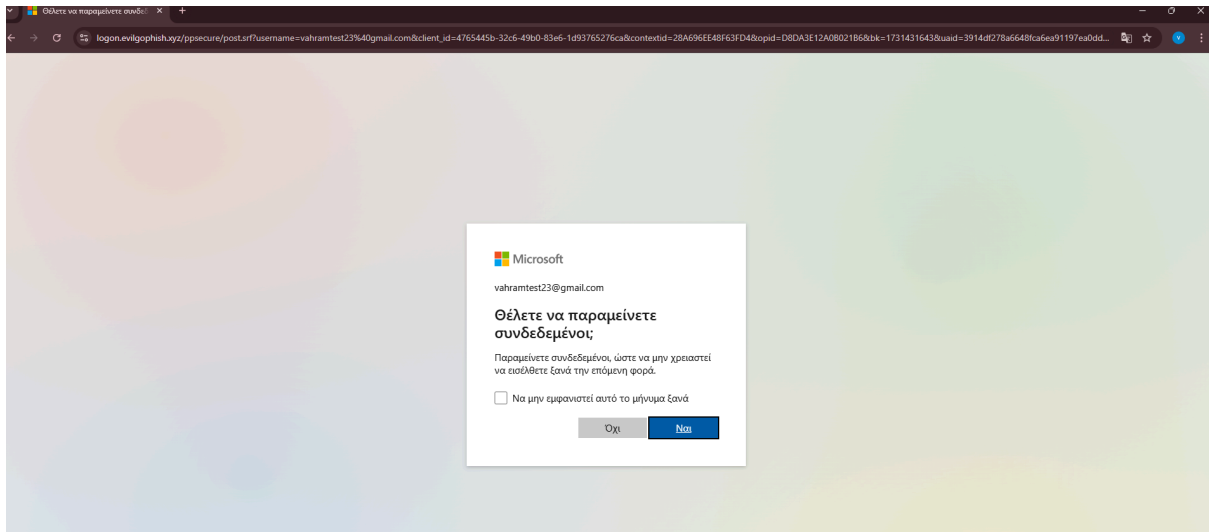 Θέλετε να παραμείνετε συνδεδ
logon.evilgophish.xyz/ppsecure/post.srf?username=vahramtest23%40gmail.com&client_id=4765445b-32c6-49b0-83e6-1d93765276ca&contextid=28A696EE48F63FD4&opid=D8DA3E12A0B021B6&bk=1731431643&uaid=3914df278a6648fca6ea91197ea0dd...
Microsoft
vahramtest23@gmail.com
Θέλετε να παραμείνετε
συνδεδεμένοι;
Παραμείνετε συνδεδεμένοι, ώστε να μην χρειαστεί
να εισέλθετε ξανά την επόμενη φορά.
Να μην εμφανιστεί αυτό το μήνυμα ξανά
Όχι Ναι